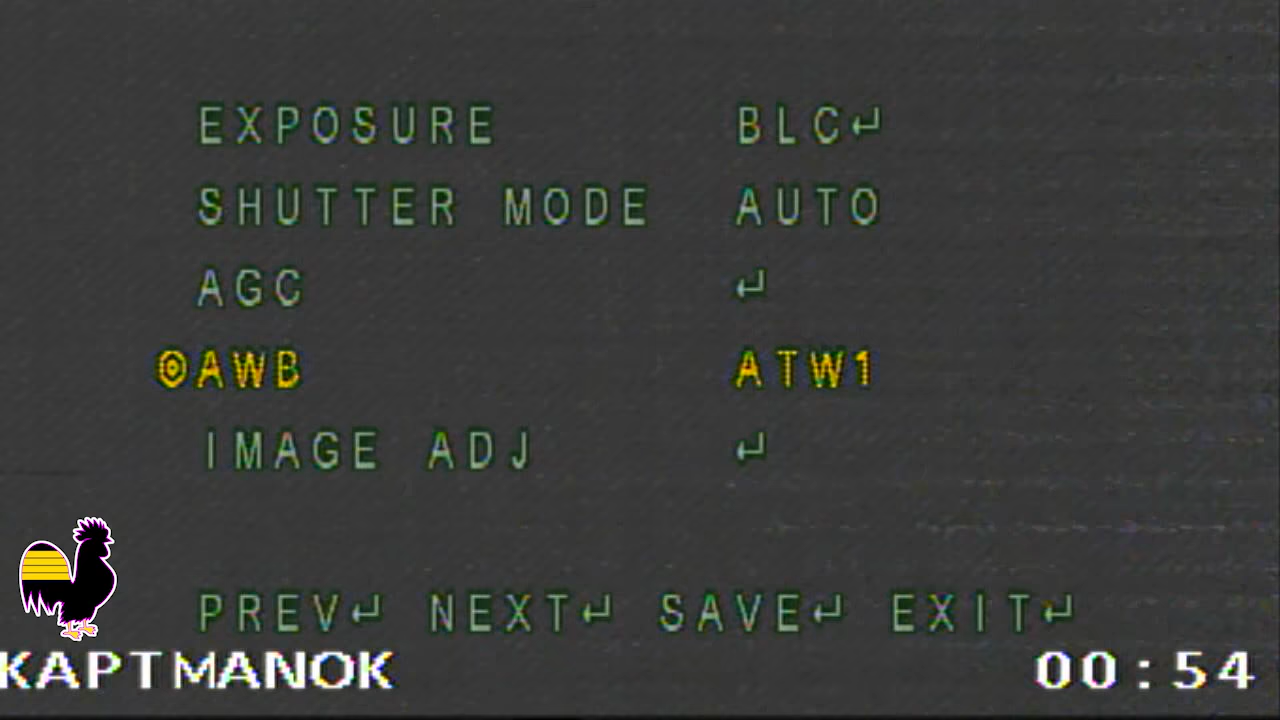 EXPOSURE BLC↵
SHUTTER MODE AUTO
AGC ↵
AWB ATW1
IMAGE ADJ ↵
PREV↵ NEXT↵ SAVE↵ EXIT↵
KAPTMANOK 00:54